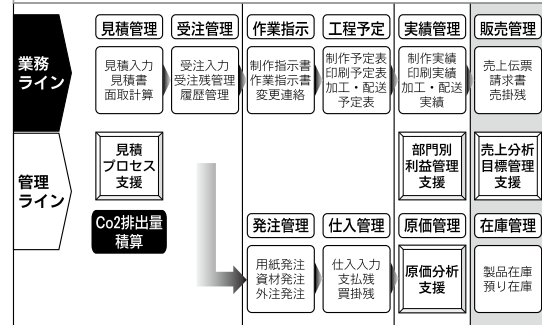 見積管理
受注管理
作業指示
工程予定
実績管理
販売管理
業務
ライン
見積入力
見積書
面取計算
受注入力
受注残管理
履歴管理
制作指示書
作業指示書
変更連絡
制作予定表
印刷予定表
加工・配送
予定表
制作実績
印刷実績
加工・配送
実績
売上伝票
請求書
売掛残
管理
ライン
見積
プロセス
支援
部門別
利益管理
支援
売上分析
目標管理
支援
Co2排出量
積算
発注管理
仕入管理
原価管理
在庫管理
用紙発注
資材発注
外注発注
仕入入力
支払残
買掛残
原価分析
支援
製品在庫
預り在庫